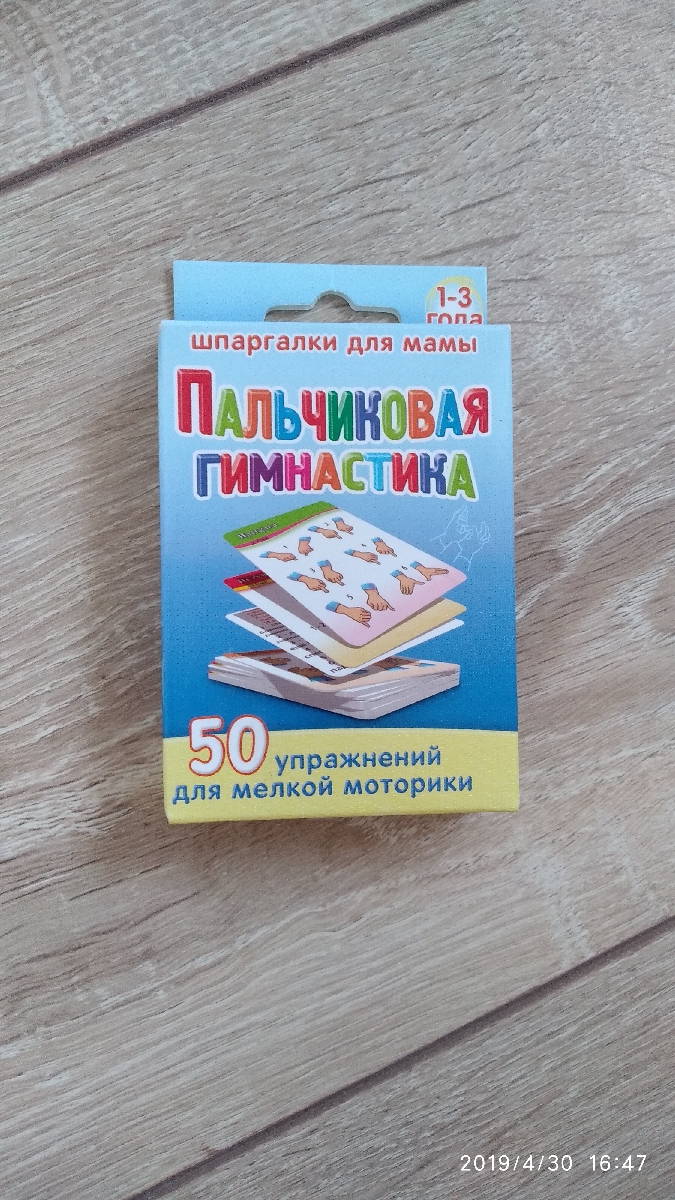 1-3
года
шпаргалки для мамы
Пальчиковая
гимнастика
50 упражнений
для мелкой моторики
2019/4/30 16:47